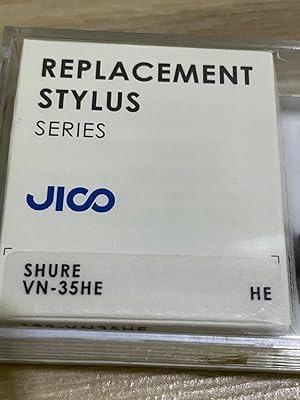 REPLACEMENT
STYLUS
SERIES
JICO
SHURE
VN-35HE
HE